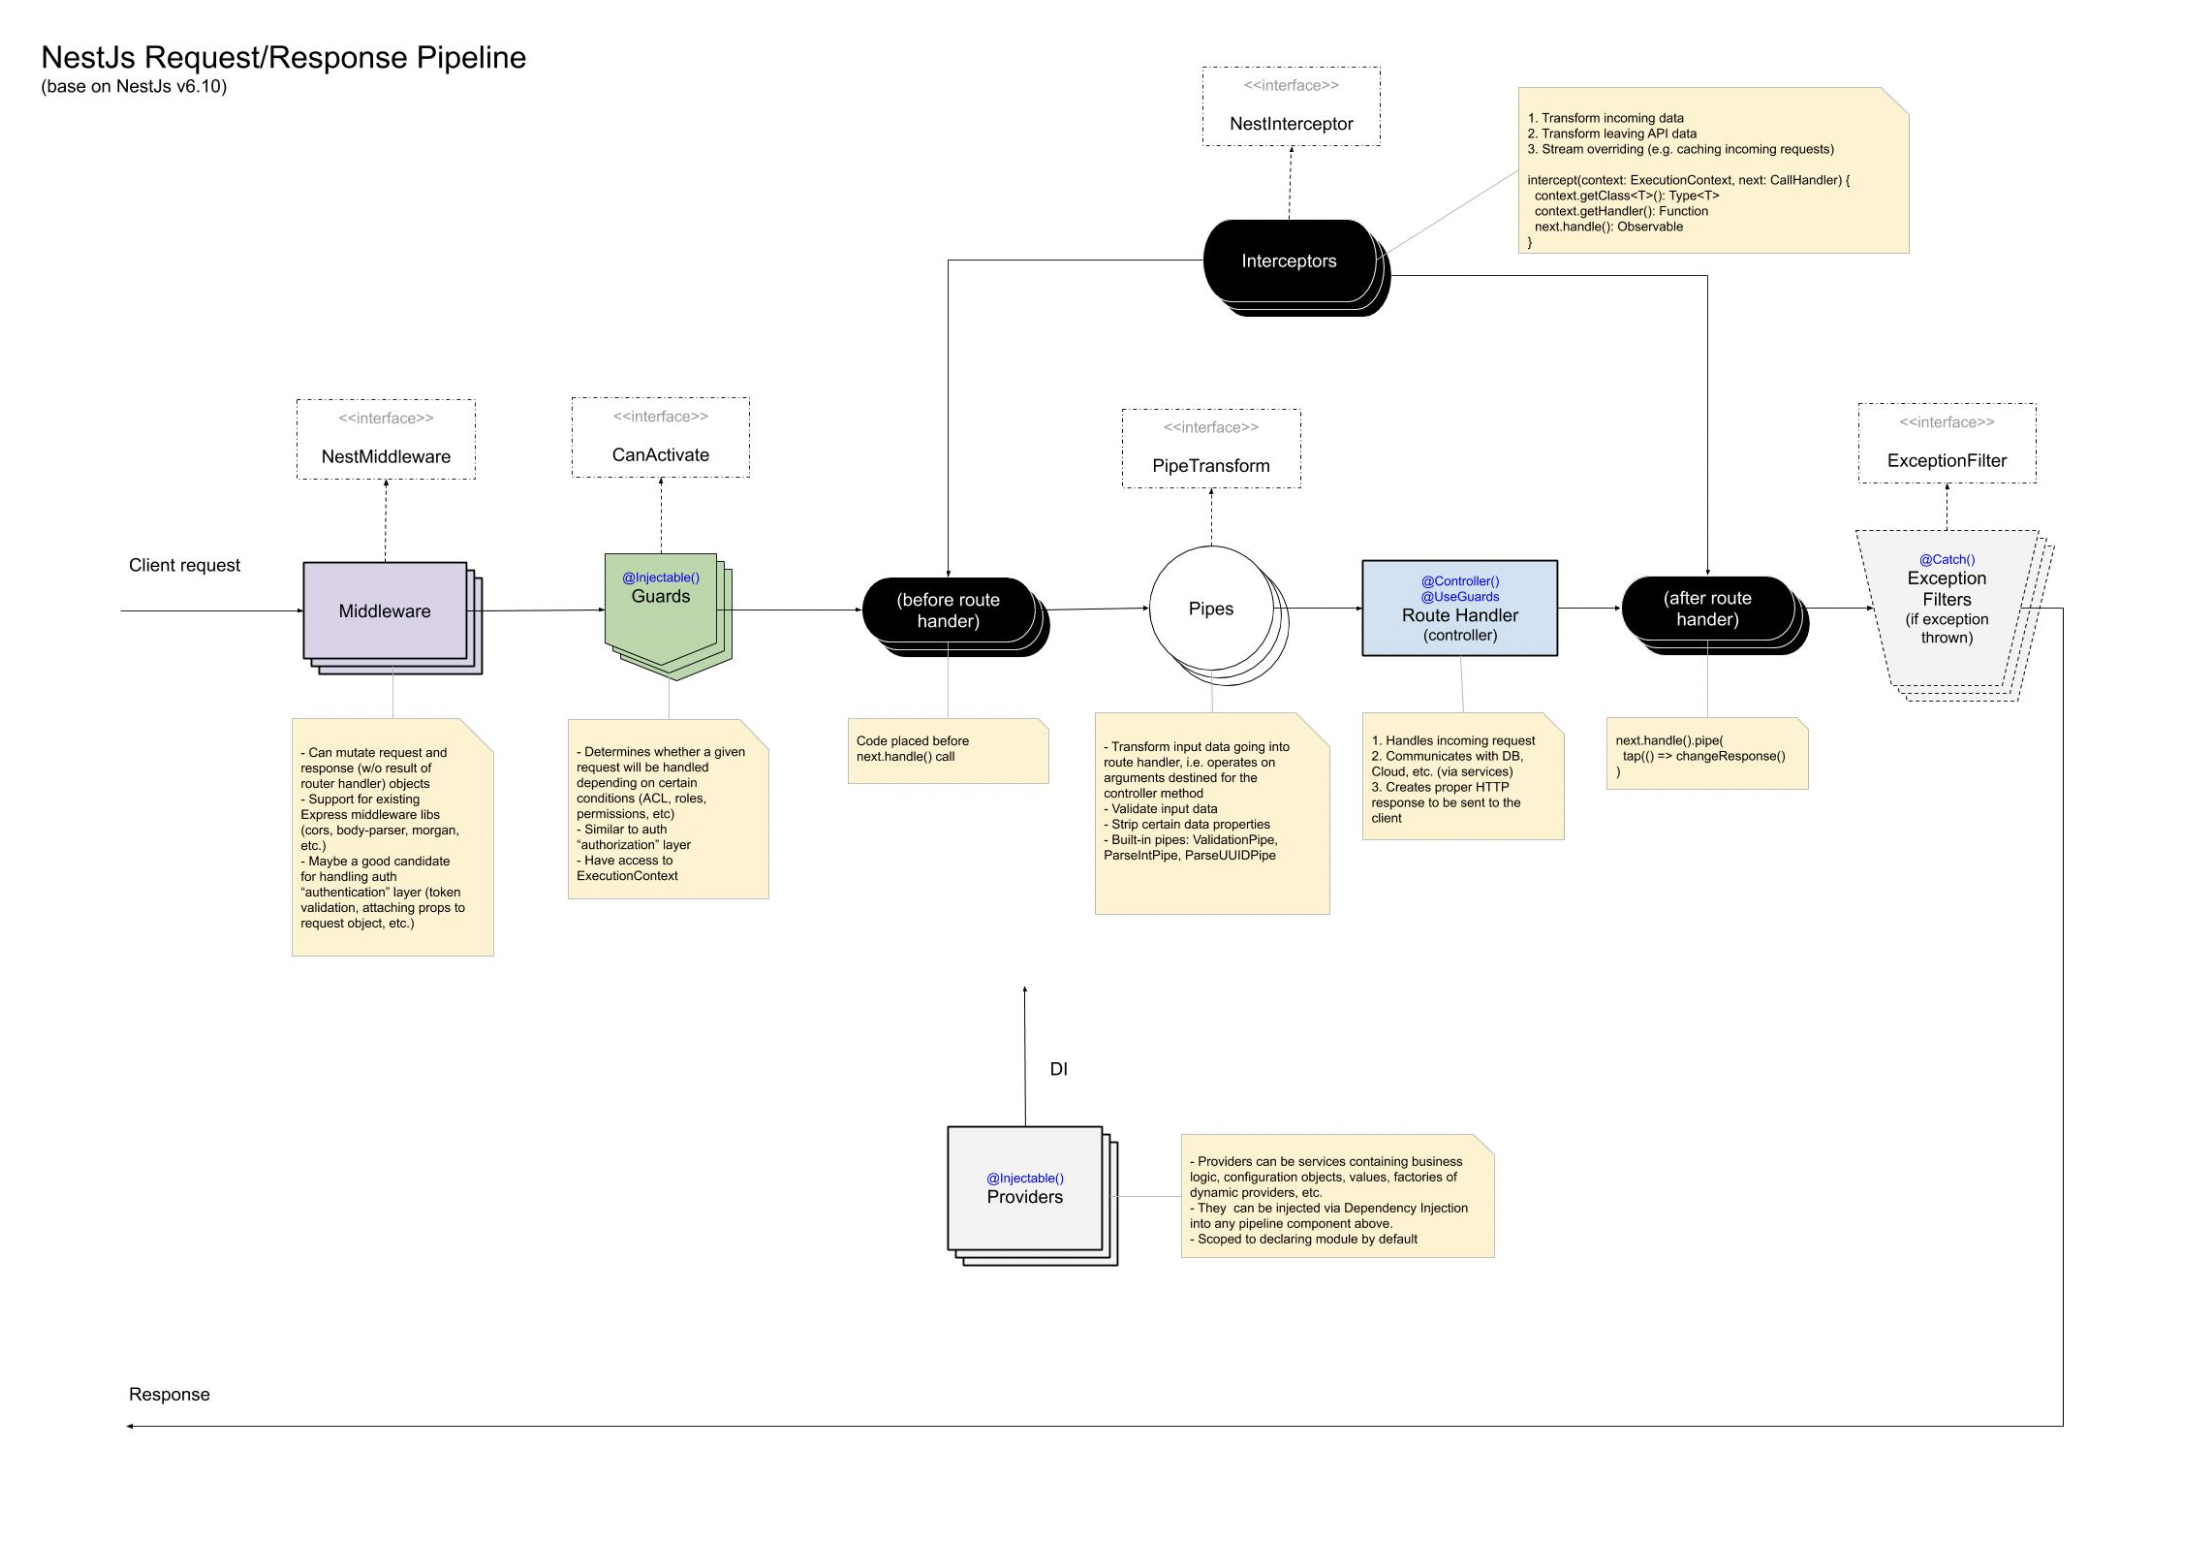 NestJs Request/Response Pipeline
(base on NestJs v6.10)
<<interface>>
NestInterceptor
1. Transform incoming data
2. Transform leaving API data
3. Stream overriding (e.g. caching incoming requests)
intercept(context: ExecutionContext, next: CallHandler) {
context.getClass<T>(): Type<T>
context.getHandler(): Function
next.handle(): Observable
}
Interceptors
<<interface>>
NestMiddleware
<<interface>>
CanActivate
<<interface>>
PipeTransform
<<interface>>
ExceptionFilter
Client request
Middleware
@Injectable()
Guards
(before route
hander)
Pipes
@Controller()
@UseGuards
Route Handler
(controller)
(after route
hander)
@Catch()
Exception
Filters
(if exception
thrown)
- Can mutate request and
response (w/o result of
router handler) objects
- Support for existing
Express middleware libs
(cors, body-parser, morgan,
etc.)
- Maybe a good candidate
for handling auth
“authentication” layer (token
validation, attaching props to
request object, etc.)
- Determines whether a given
request will be handled
depending on certain
conditions (ACL, roles,
permissions, etc)
- Similar to auth
“authorization” layer
- Have access to
ExecutionContext
Code placed before
next.handle() call
- Transform input data going into
route handler, i.e. operates on
arguments destined for the
controller method
- Validate input data
- Strip certain data properties
- Built-in pipes: ValidationPipe,
ParseIntPipe, ParseUUIDPipe
1. Handles incoming request
2. Communicates with DB,
Cloud, etc. (via services)
3. Creates proper HTTP
response to be sent to the
client
next.handle().pipe(
tap(() => changeResponse()
)
DI
@Injectable()
Providers
- Providers can be services containing business
logic, configuration objects, values, factories of
dynamic providers, etc.
- They  can be injected via Dependency Injection
into any pipeline component above.
- Scoped to declaring module by default
Response